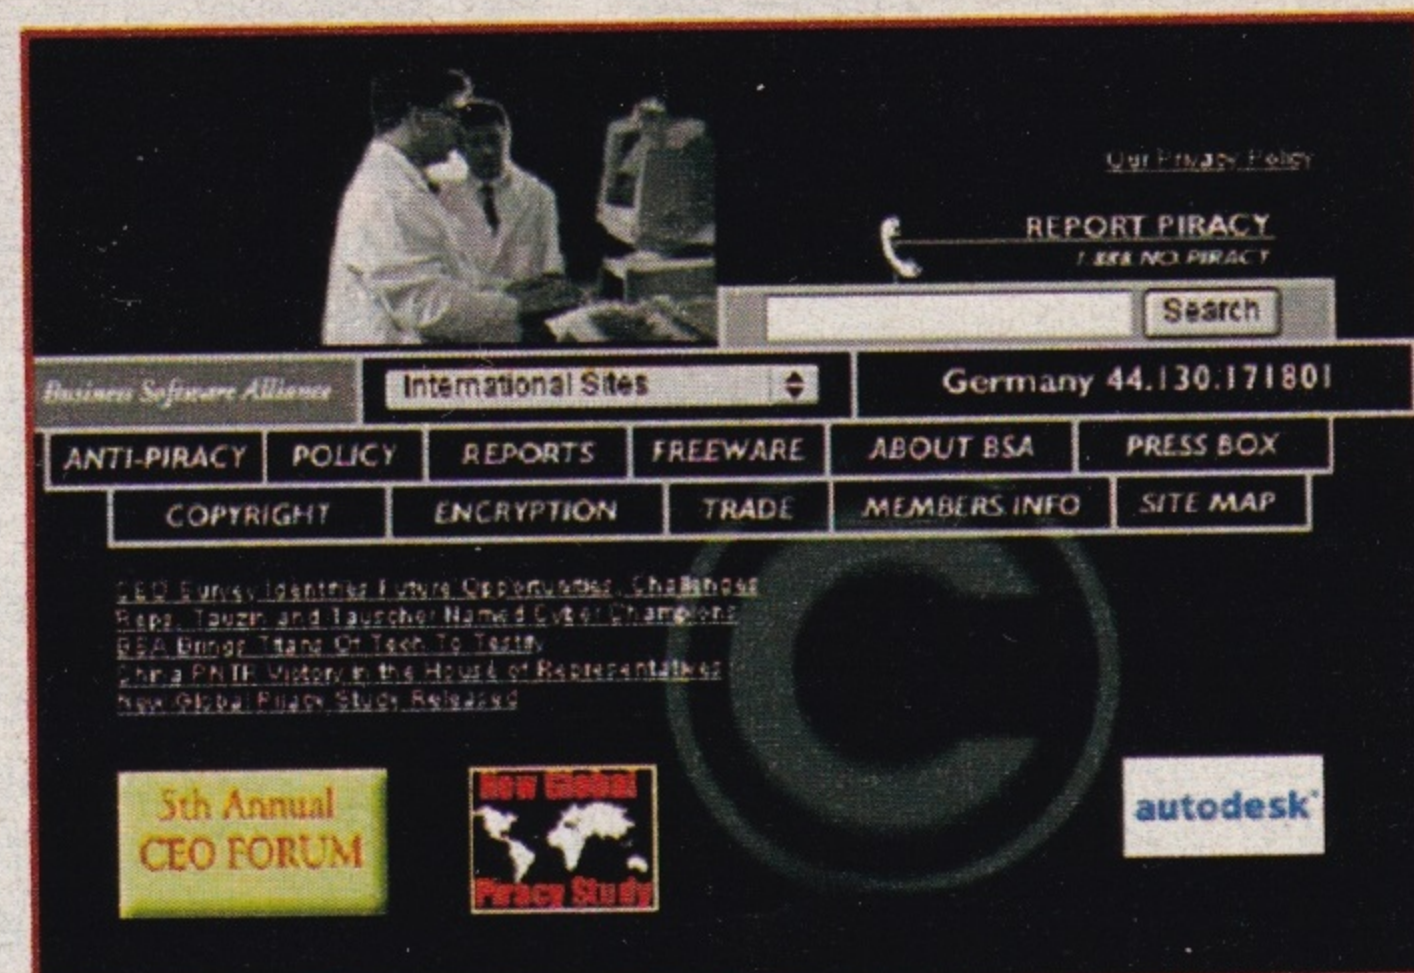 Our Privacy Policy
REPORT PIRACY
1 888 NO PIRACY
Search
Business Software Alliance
International Sites
Germany 44.130.171801
ANTI-PIRACY POLICY REPORTS FREEWARE ABOUT BSA PRESS BOX
COPYRIGHT ENCRYPTION TRADE MEMBERS INFO SITE MAP
CEO Survey Identifies Future Opportunities, Challenges
Reps. Tauzin and Tauscher Named Cyber Champions
BSA Brings Titans Of Tech To Testify
China PNTR Victory in the House of Representatives
New Global Piracy Study Released
5th Annual
CEO FORUM
New Global
Piracy Study
autodesk